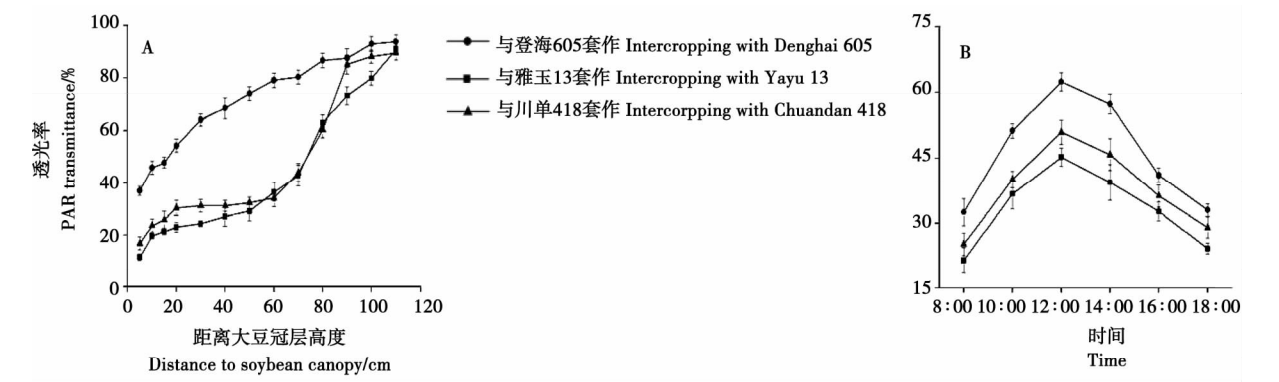 A
100
80
60
40
20
0
透光率
PAR transmittance/%
0 20 40 60 80 100 120
距离大豆冠层高度
Distance to soybean canopy/cm
与登海605套作 Intercropping with Denghai 605
与雅玉13套作 Intercropping with Yayu 13
与川单418套作 Intercorpping with Chuandan 418
B
75
60
45
30
15
8:00 10:00 12:00 14:00 16:00 18:00
时间
Time